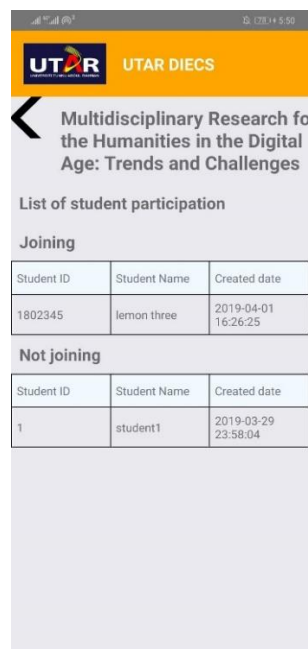 5:50
UTAR
UTAR DIECS
Multidisciplinary Research fo
the Humanities in the Digital
Age: Trends and Challenges
List of student participation
Joining
Student ID Student Name Created date
1802345 lemon three 2019-04-01
16:26:25
Not joining
Student ID Student Name Created date
1 student1 2019-03-29
23:58:04